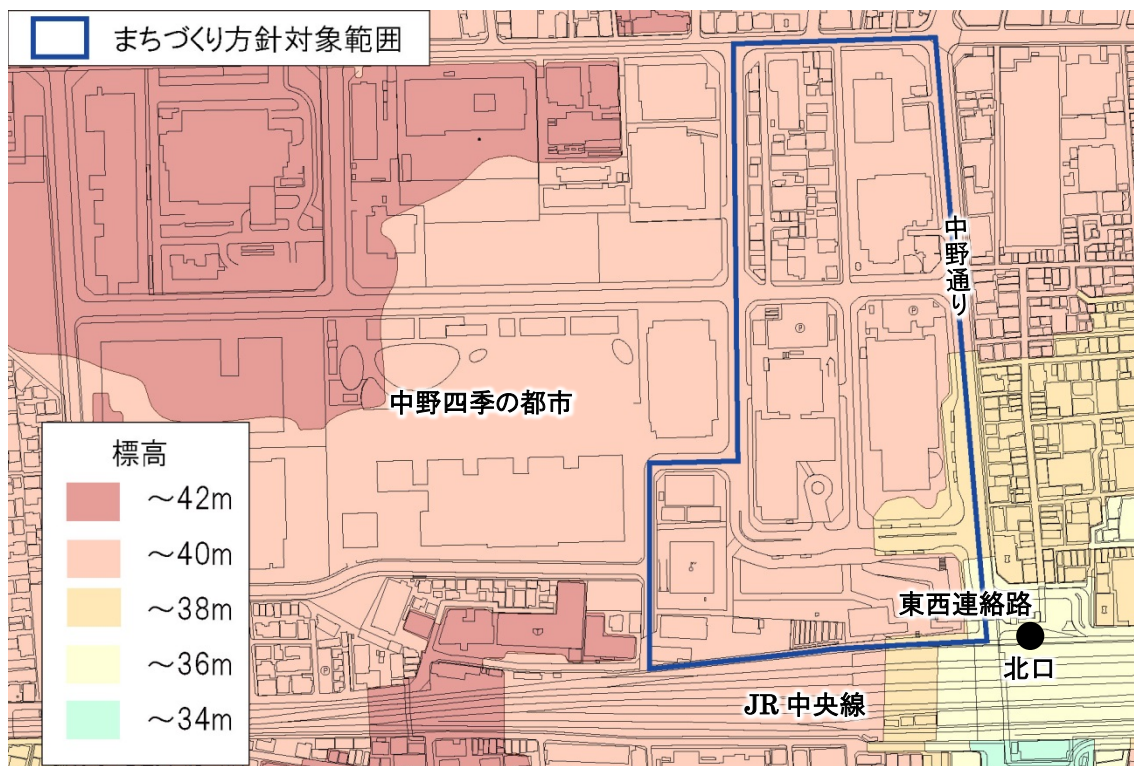 まちづくり方針対象範囲
中野通り
中野四季の都市
標高
～42m
～40m
～38m
～36m
～34m
東西連絡路
北口
JR 中央線